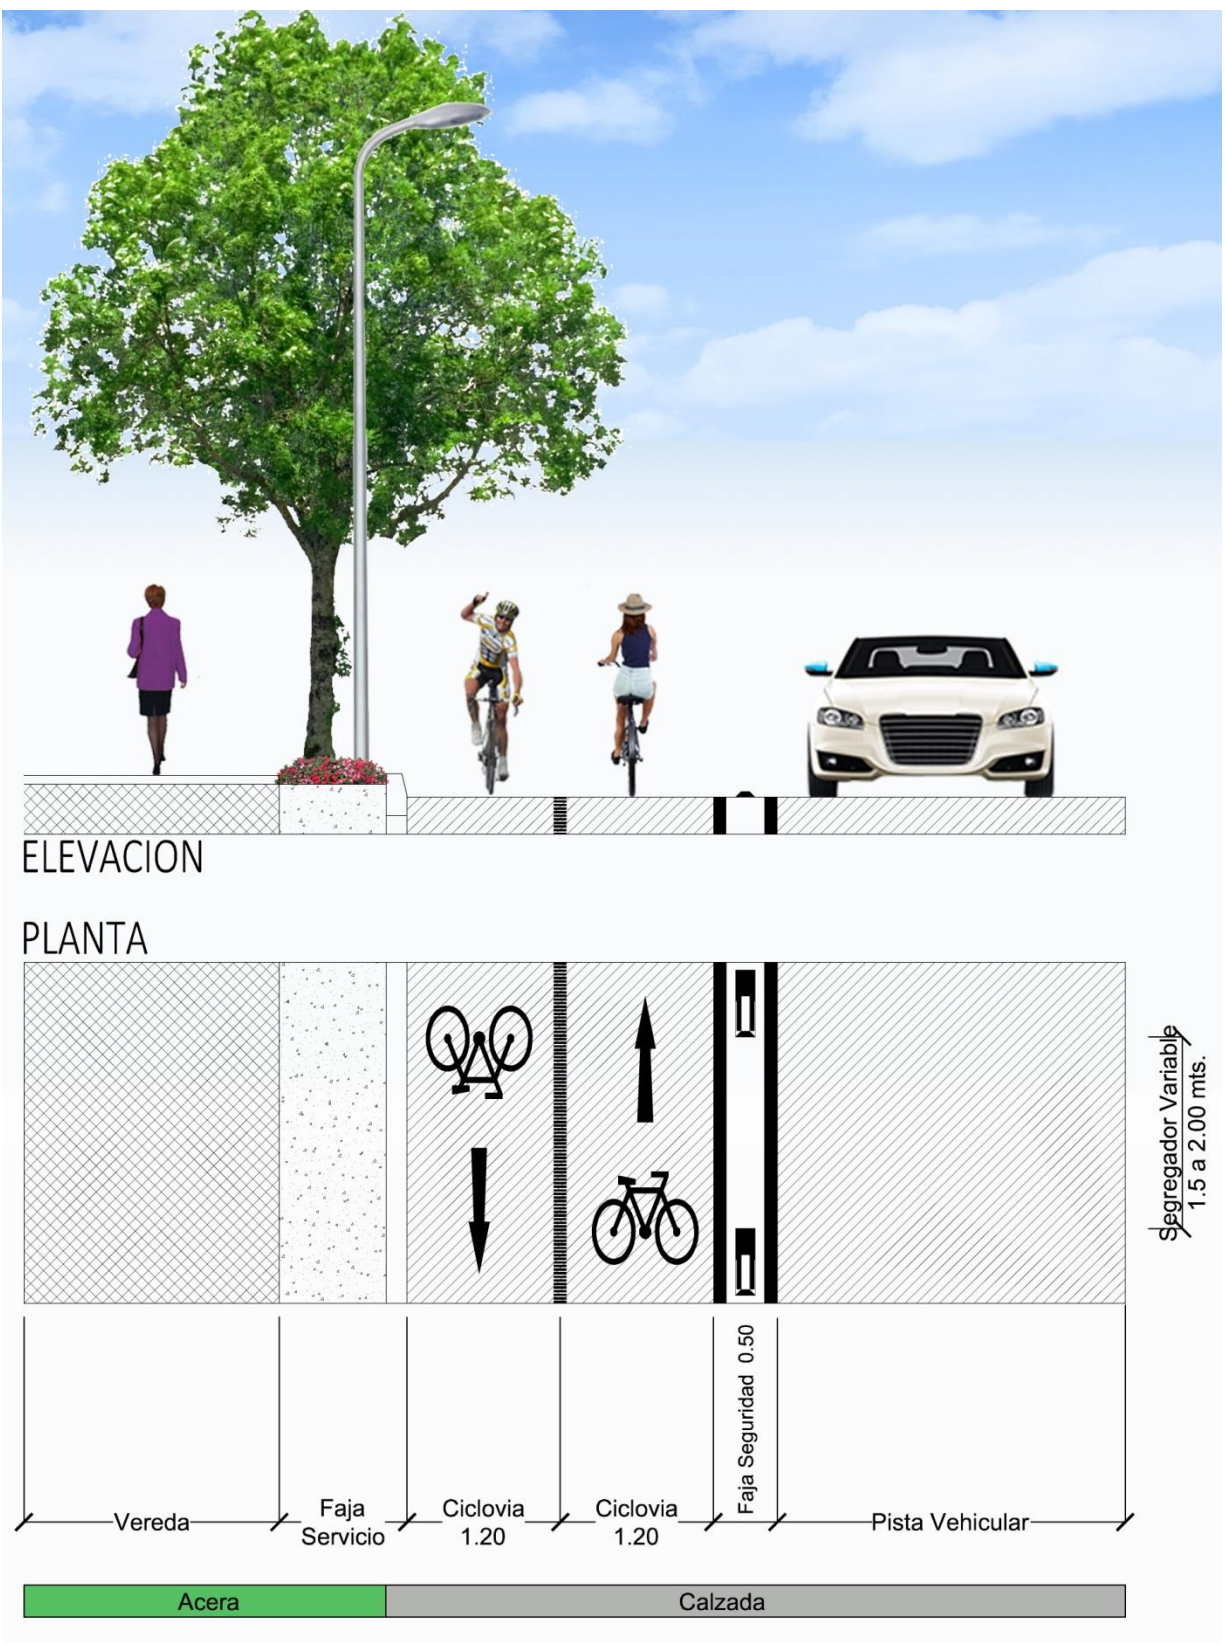 ELEVACION
PLANTA
Segregador Variable
1.5 a 2.00 mts.
Faja Seguridad 0.50
Vereda
Faja
Servicio
Ciclovia
1.20
Ciclovia
1.20
Pista Vehicular
Acera
Calzada